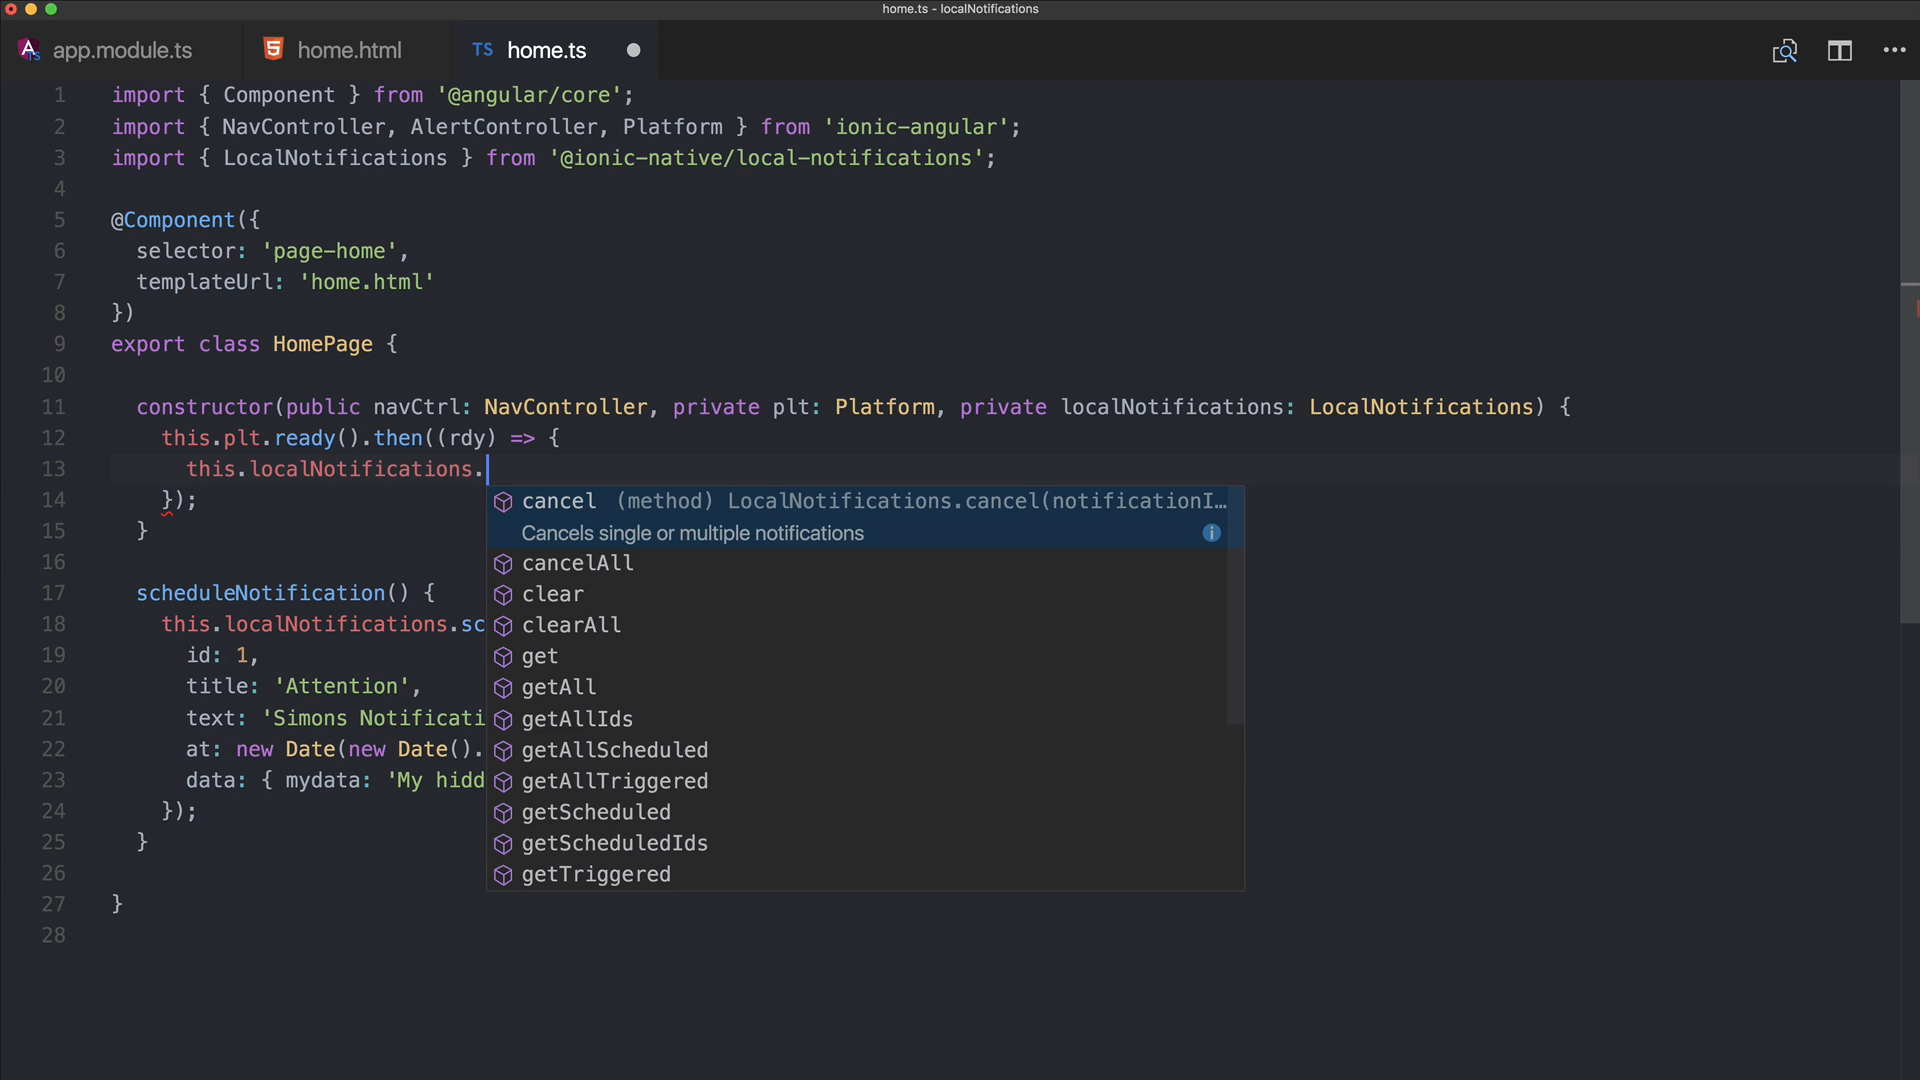 home.ts - localNotifications
app.module.ts
home.html
TS home.ts
1 import { Component } from '@angular/core';
2 import { NavController, AlertController, Platform } from 'ionic-angular';
3 import { LocalNotifications } from '@ionic-native/local-notifications';
4
5 @Component({
6 selector: 'page-home',
7 templateUrl: 'home.html'
8 })
9 export class HomePage {
10
11 constructor(public navCtrl: NavController, private plt: Platform, private localNotifications: LocalNotifications) {
12 this.plt.ready().then((rdy) => {
13 this.localNotifications.
14 });
15 }
16
17 scheduleNotification() {
18 this.localNotifications.sc
19 id: 1,
20 title: 'Attention',
21 text: 'Simons Notificati
22 at: new Date(new Date().
23 data: { mydata: 'My hidd
24 });
25 }
26
27 }
28
cancel (method) LocalNotifications.cancel(notificationI…
Cancels single or multiple notifications
cancelAll
clear
clearAll
get
getAll
getAllIds
getAllScheduled
getAllTriggered
getScheduled
getScheduledIds
getTriggered